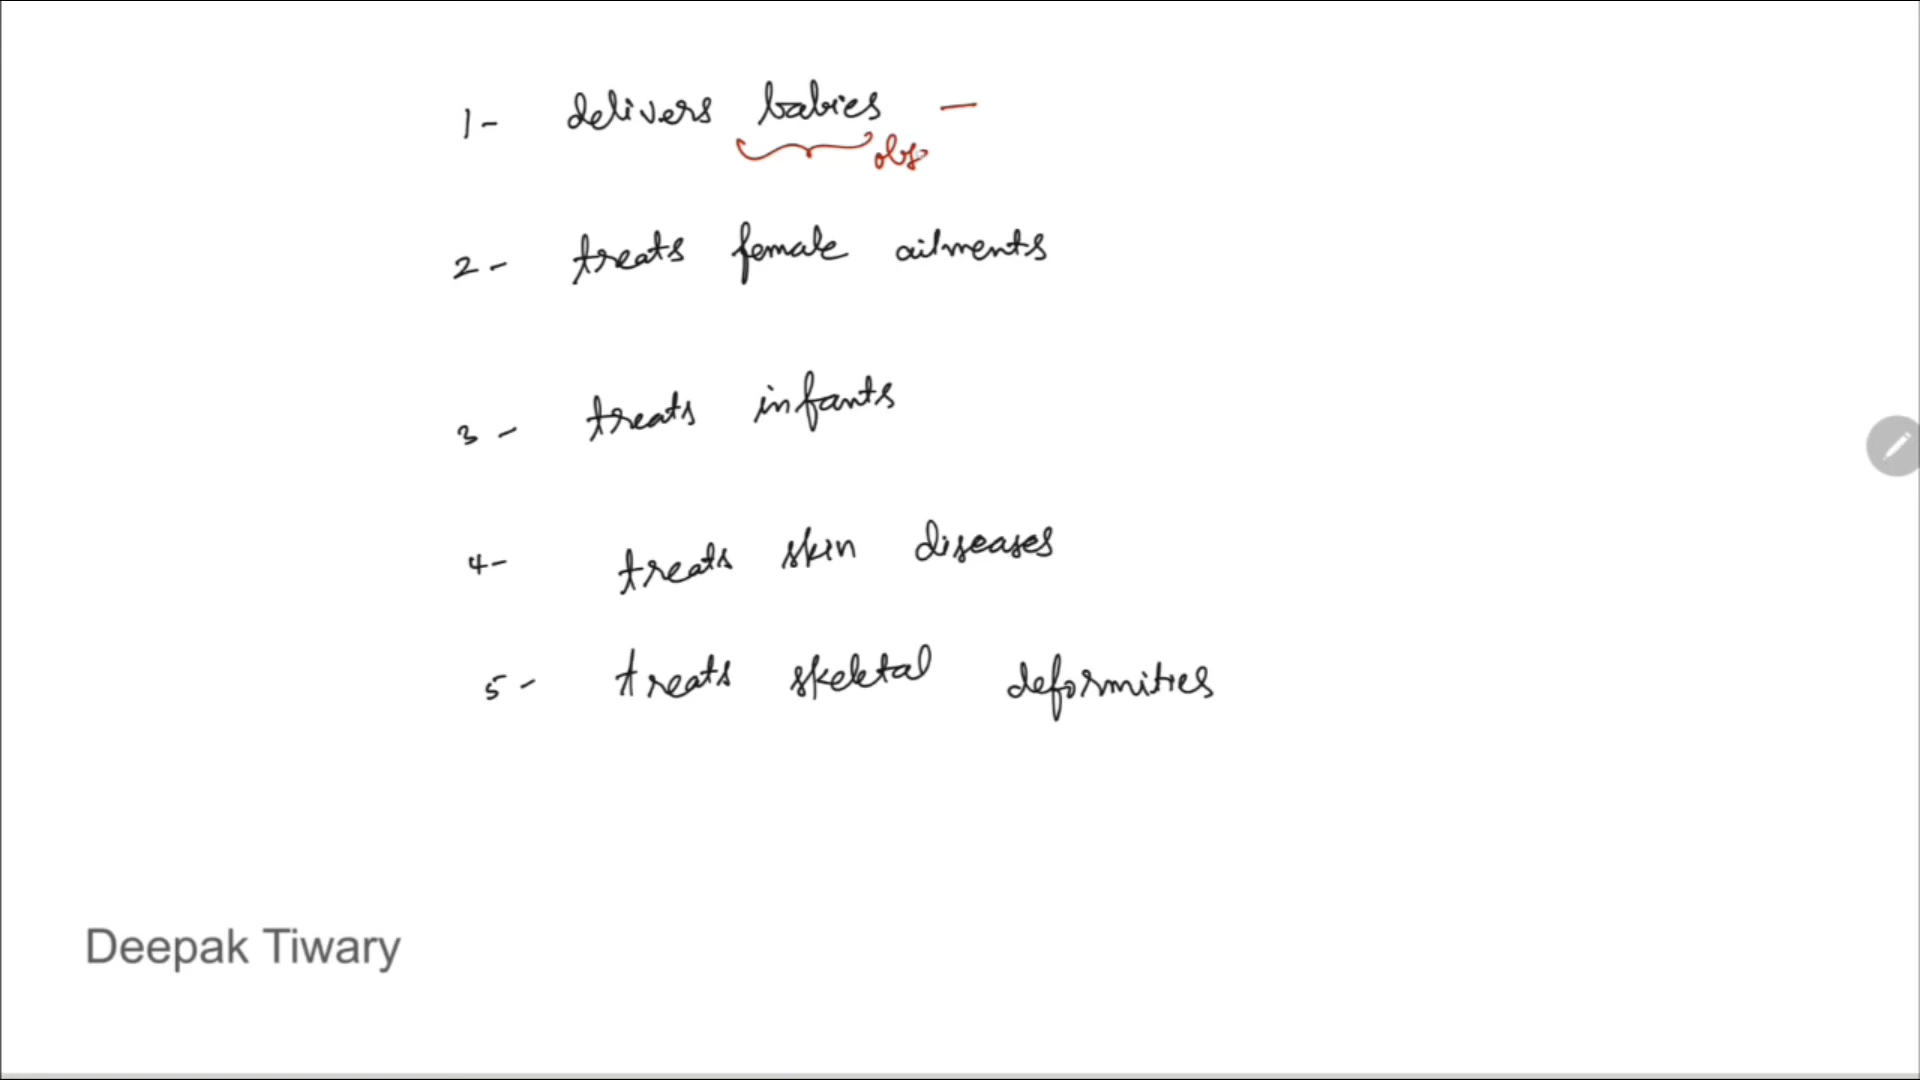 1- delivers babies -
obs
2- treats female ailments
3- treats infants
4- treats skin diseases
5- treats skeletal deformities
Deepak Tiwary